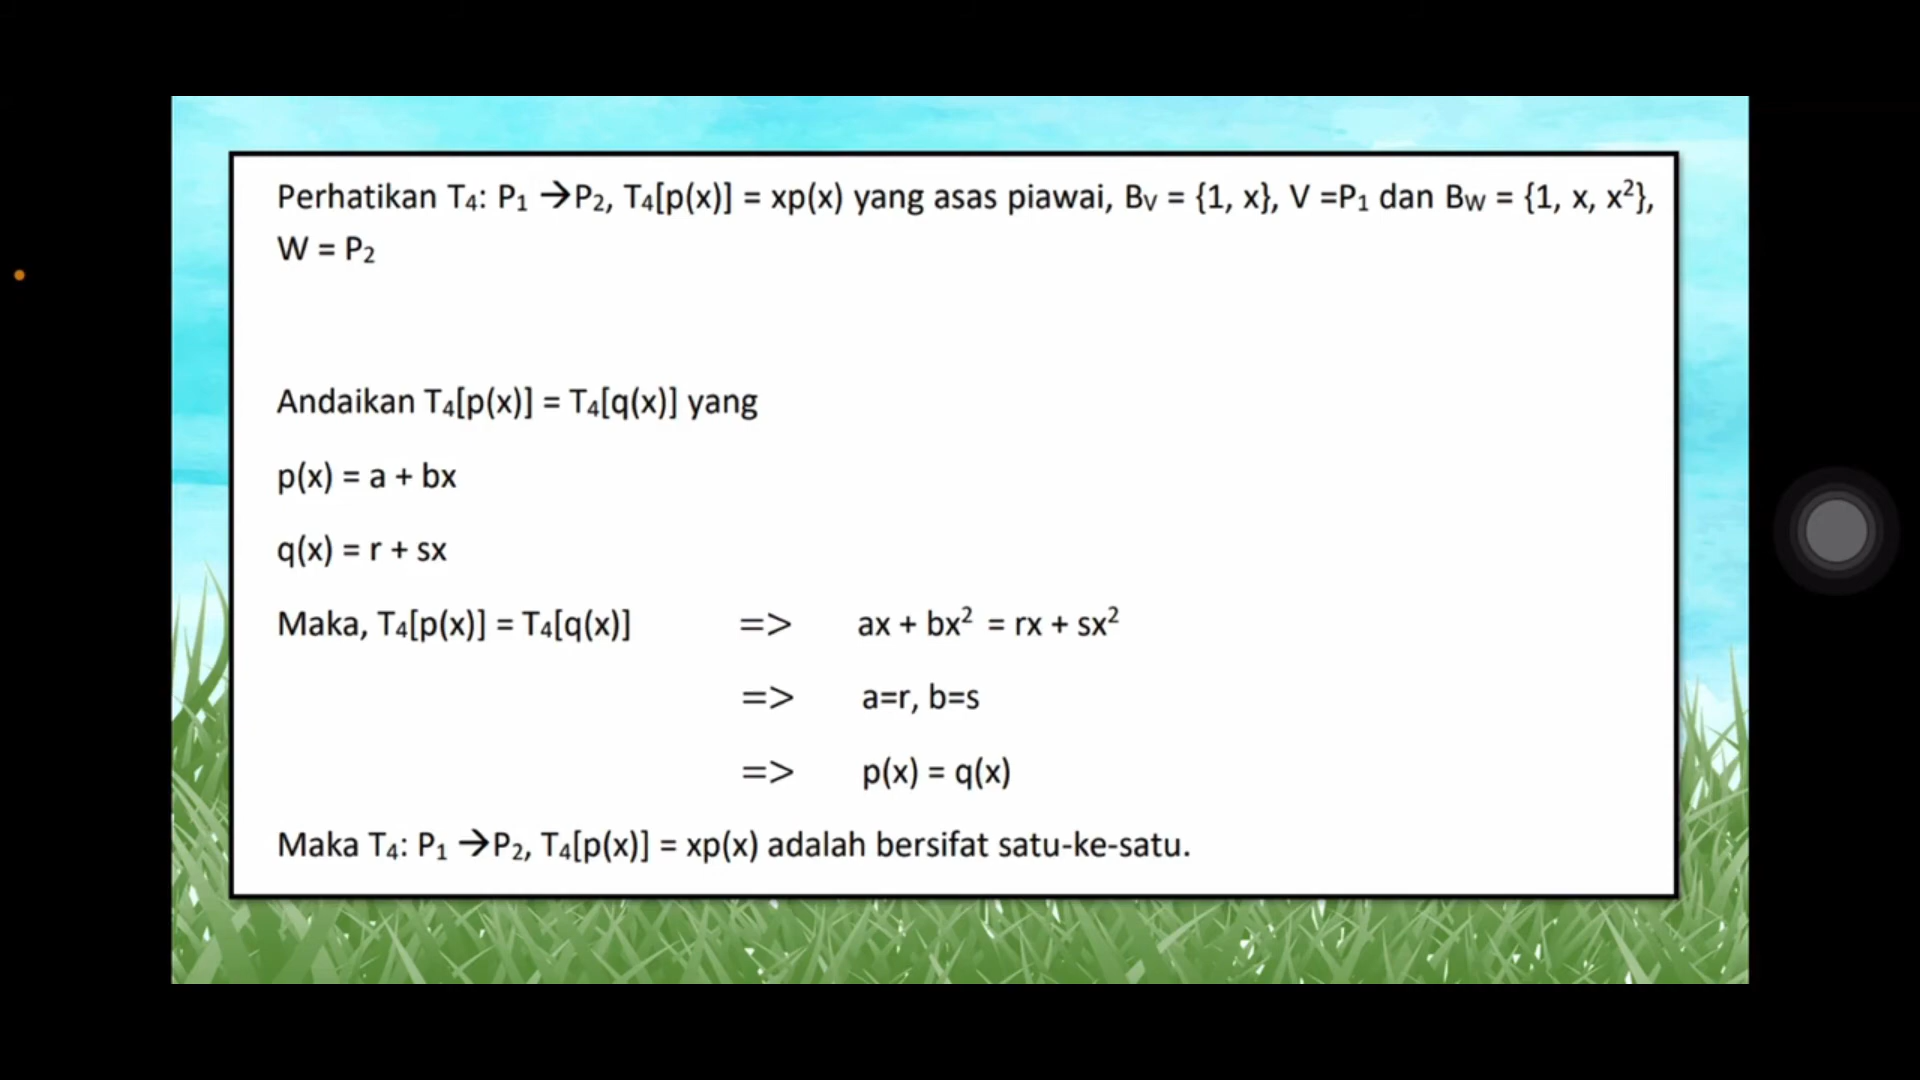 Perhatikan T₄: P₁ →P₂, T₄[p(x)] = xp(x) yang asas piawai, Bᵥ = {1, x}, V =P₁ dan B_W = {1, x, x²},
W = P₂
Andaikan T₄[p(x)] = T₄[q(x)] yang
p(x) = a + bx
q(x) = r + sx
Maka, T₄[p(x)] = T₄[q(x)] => ax + bx² = rx + sx²
=> a=r, b=s
=> p(x) = q(x)
Maka T₄: P₁ →P₂, T₄[p(x)] = xp(x) adalah bersifat satu-ke-satu.